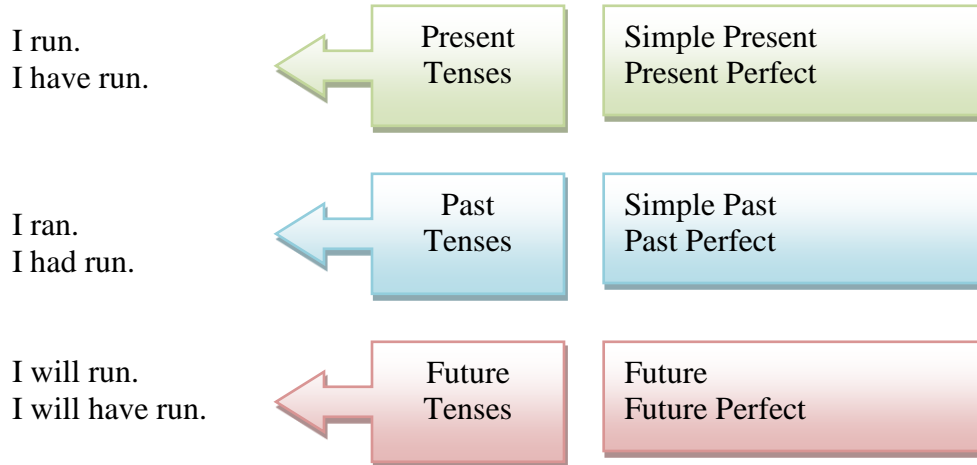 I run.
I have run.
Present
Tenses
Simple Present
Present Perfect
I ran.
I had run.
Past
Tenses
Simple Past
Past Perfect
I will run.
I will have run.
Future
Tenses
Future
Future Perfect